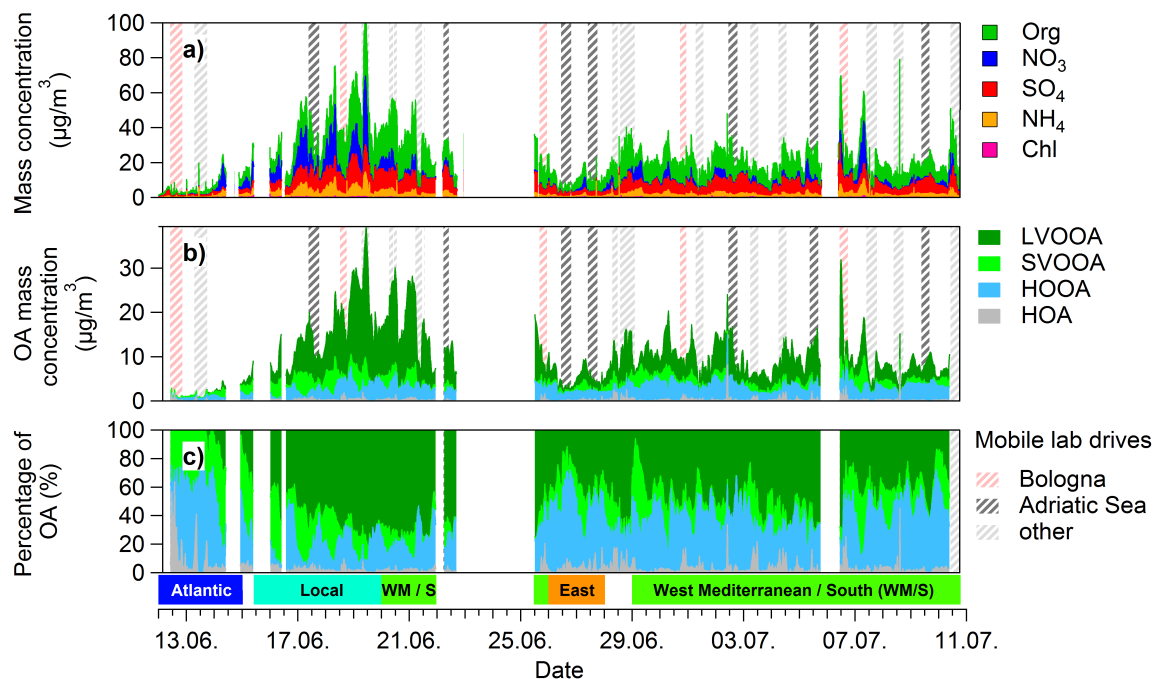 a)
Mass concentration
(µg/m³)
100
80
60
40
20
0
Org
NO₃
SO₄
NH₄
Chl
b)
OA mass
concentration
(µg/m³)
30
20
10
0
LVOOA
SVOOA
HOOA
HOA
c)
Percentage of
OA (%)
100
80
60
40
20
0
Mobile lab drives
Bologna
Adriatic Sea
other
Atlantic
Local
WM / S
East
West Mediterranean / South (WM/S)
13.06.
17.06.
21.06.
25.06.
29.06.
03.07.
07.07.
11.07.
Date